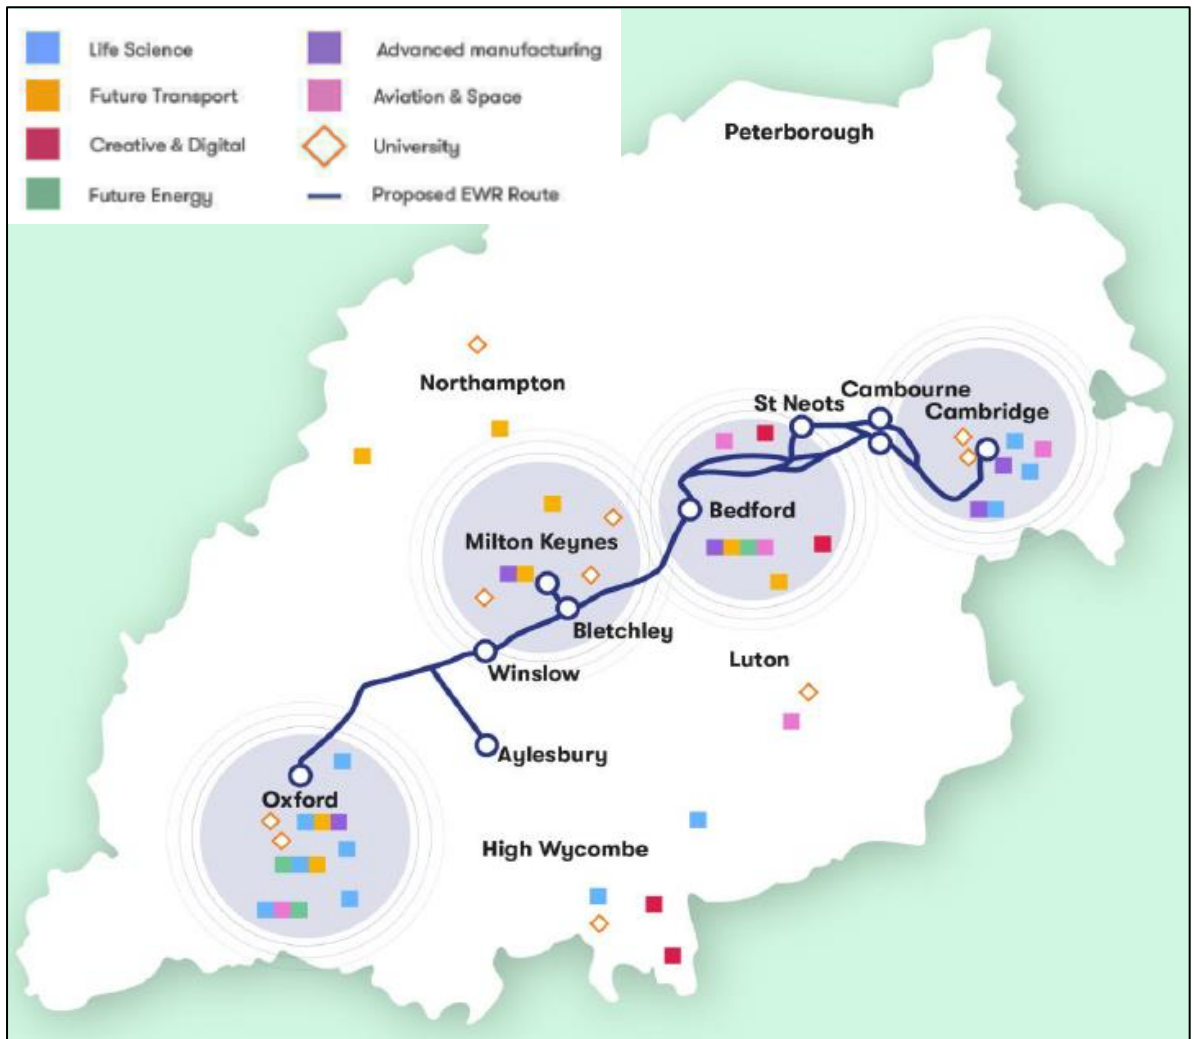 Life Science
Advanced manufacturing
Future Transport
Aviation & Space
Creative & Digital
University
Future Energy
Proposed EWR Route
Peterborough
Northampton
Cambourne
St Neots
Cambridge
Bedford
Milton Keynes
Bletchley
Luton
Winslow
Aylesbury
Oxford
High Wycombe